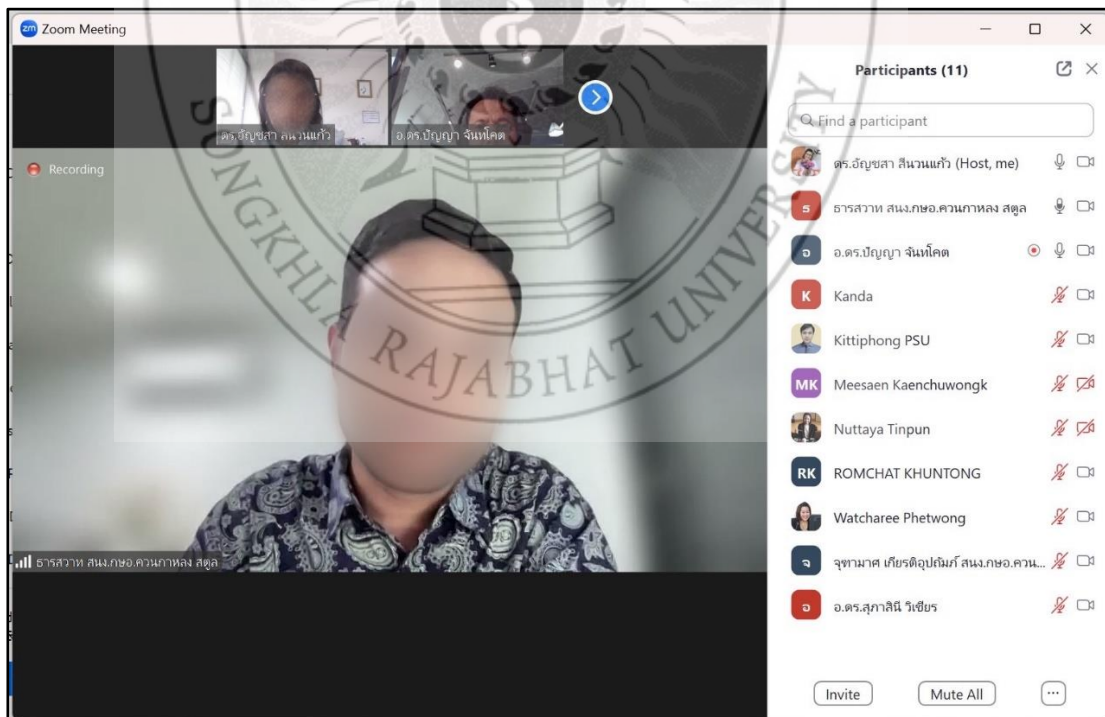 Zoom Meeting
ดร.อัญชสา สีนวนแก้ว
อ.ดร.ปัญญา จันทโคต
Recording
ธารสวาท สนง.กษอ.ควนกาหลง สตูล
SONGKHLA RAJABHAT UNIVERSITY
Participants (11)
Find a participant
ดร.อัญชสา สีนวนแก้ว (Host, me)
ธ ธารสวาท สนง.กษอ.ควนกาหลง สตูล
อ อ.ดร.ปัญญา จันทโคต
K Kanda
Kittiphong PSU
MK Meesaen Kaenchuwongk
Nuttaya Tinpun
RK ROMCHAT KHUNTONG
Watcharee Phetwong
จ จุฑามาศ เกียรติอุปถัมภ์ สนง.กษอ.ควน...
อ อ.ดร.สุภาสินี วิเชียร
Invite Mute All